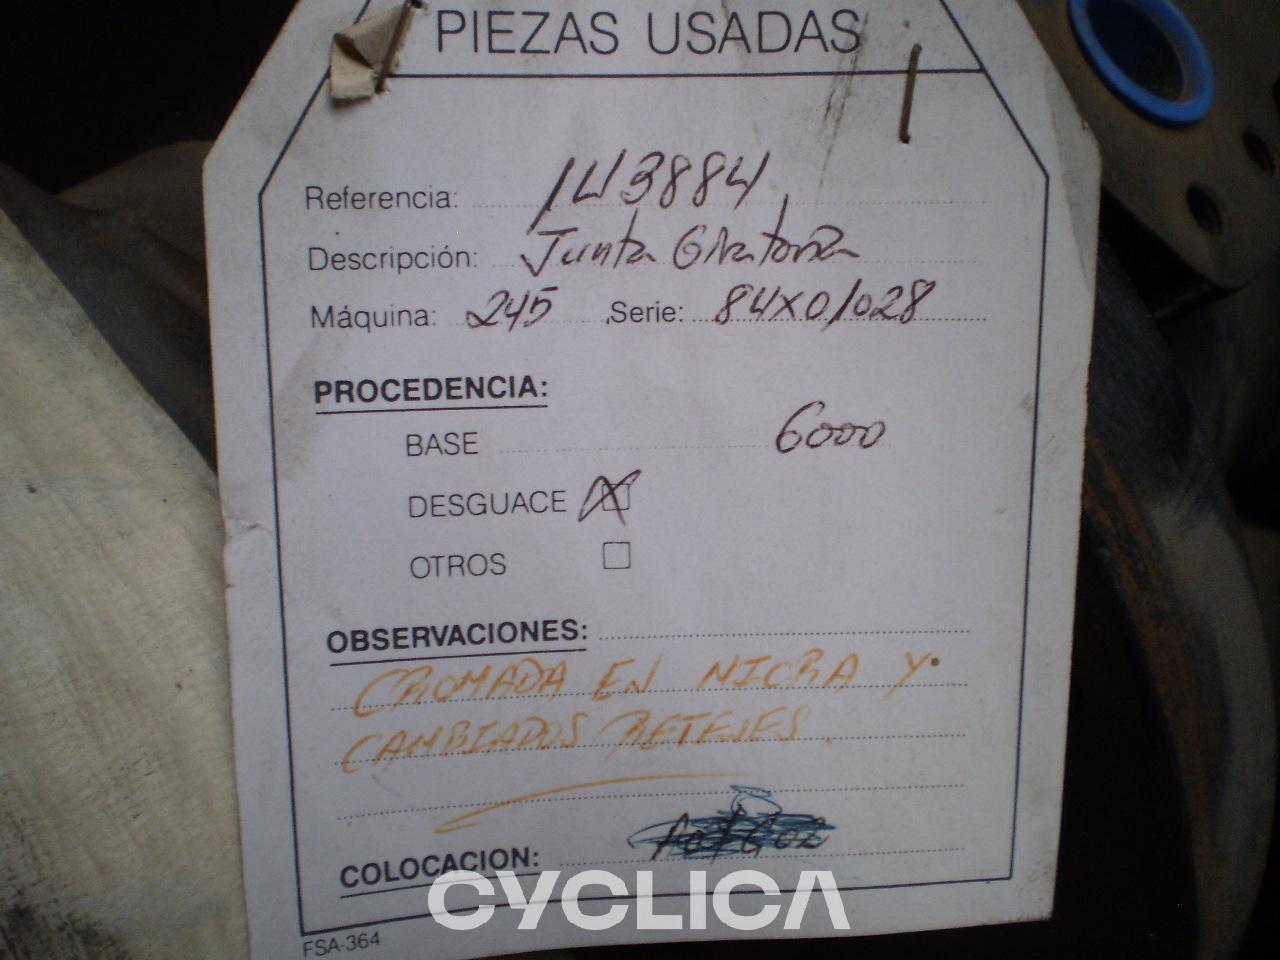 PIEZAS USADAS
Referencia: 1U3884
Descripción: Junta Giratoria
Máquina: 245 Serie: 84X01028
PROCEDENCIA:
BASE 6000
DESGUACE X
OTROS
OBSERVACIONES:
CROMADA EN NICRA Y
CAMBIADOS RETENES.
COLOCACION:
CYCLICA
FSA-364